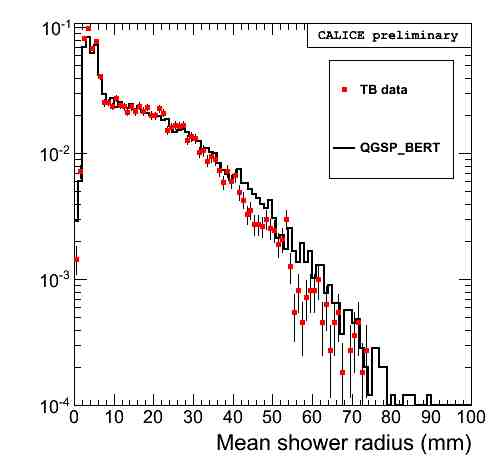 10⁻¹
CALICE preliminary
TB data
QGSP_BERT
10⁻²
10⁻³
10⁻⁴
0 10 20 30 40 50 60 70 80 90 100
Mean shower radius (mm)